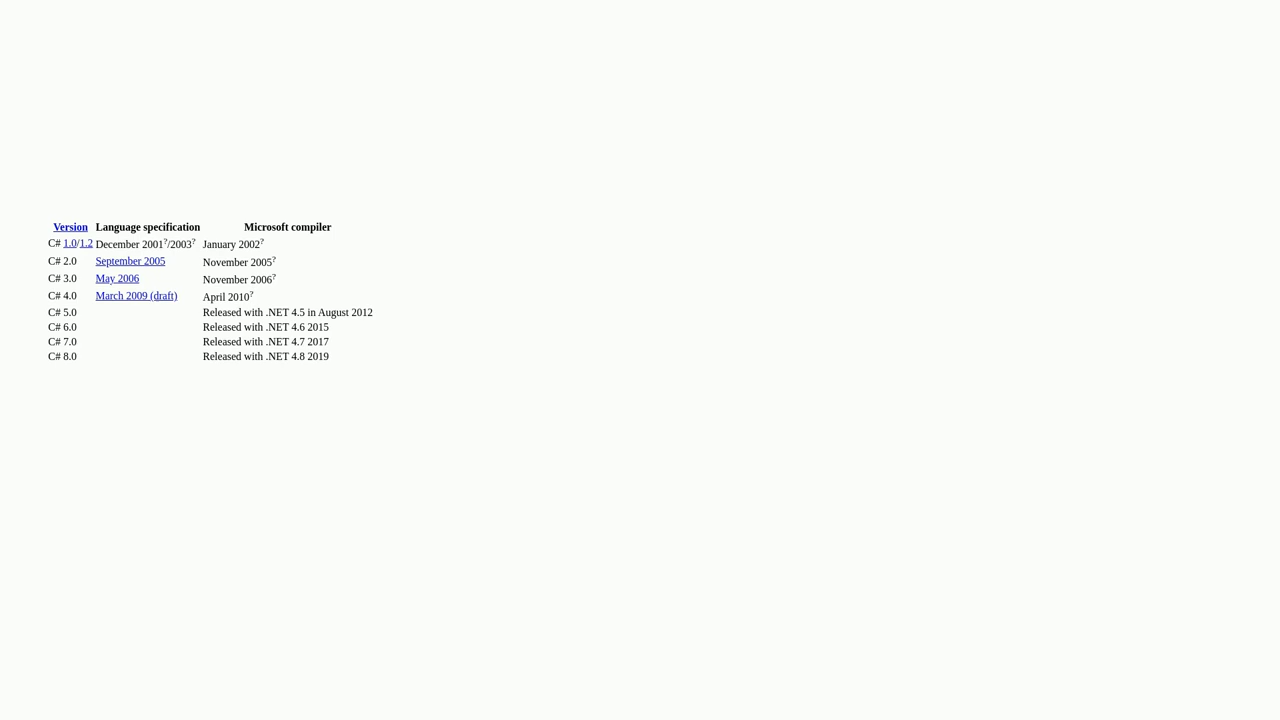 Version Language specification Microsoft compiler
C# 1.0/1.2 December 2001?/2003? January 2002?
C# 2.0 September 2005 November 2005?
C# 3.0 May 2006 November 2006?
C# 4.0 March 2009 (draft) April 2010?
C# 5.0 Released with .NET 4.5 in August 2012
C# 6.0 Released with .NET 4.6 2015
C# 7.0 Released with .NET 4.7 2017
C# 8.0 Released with .NET 4.8 2019